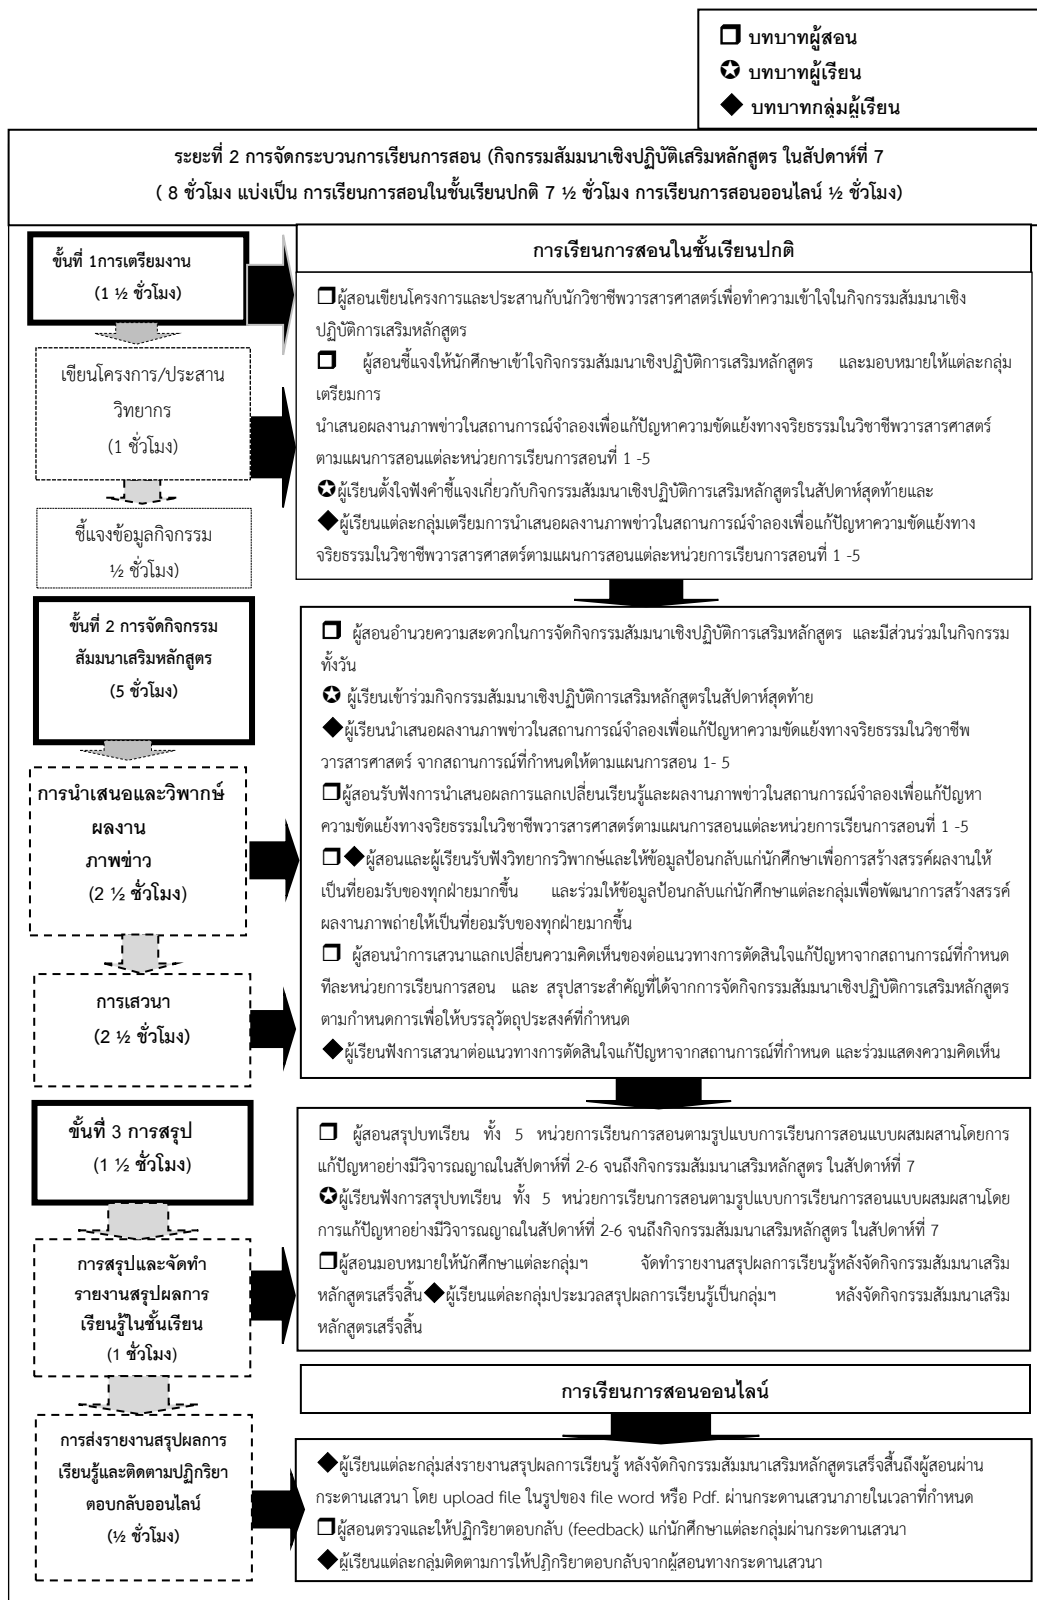 ❒ บทบาทผู้สอน
✪ บทบาทผู้เรียน
◆ บทบาทกลุ่มผู้เรียน
ระยะที่ 2 การจัดกระบวนการเรียนการสอน (กิจกรรมสัมมนาเชิงปฏิบัติเสริมหลักสูตร ในสัปดาห์ที่ 7
( 8 ชั่วโมง แบ่งเป็น การเรียนการสอนในชั้นเรียนปกติ 7 ½ ชั่วโมง การเรียนการสอนออนไลน์ ½ ชั่วโมง)
ขั้นที่ 1การเตรียมงาน
(1 ½ ชั่วโมง)
เขียนโครงการ/ประสาน
วิทยากร
(1 ชั่วโมง)
ชี้แจงข้อมูลกิจกรรม
½ ชั่วโมง)
การเรียนการสอนในชั้นเรียนปกติ
❒ผู้สอนเขียนโครงการและประสานกับนักวิชาชีพวารสารศาสตร์เพื่อทำความเข้าใจในกิจกรรมสัมมนาเชิง
ปฏิบัติการเสริมหลักสูตร
❒ ผู้สอนชี้แจงให้นักศึกษาเข้าใจกิจกรรมสัมมนาเชิงปฏิบัติการเสริมหลักสูตร และมอบหมายให้แต่ละกลุ่ม
เตรียมการ
นำเสนอผลงานภาพข่าวในสถานการณ์จำลองเพื่อแก้ปัญหาความขัดแย้งทางจริยธรรมในวิชาชีพวารสารศาสตร์
ตามแผนการสอนแต่ละหน่วยการเรียนการสอนที่ 1 -5
✪ผู้เรียนตั้งใจฟังคำชี้แจงเกี่ยวกับกิจกรรมสัมมนาเชิงปฏิบัติการเสริมหลักสูตรในสัปดาห์สุดท้ายและ
◆ผู้เรียนแต่ละกลุ่มเตรียมการนำเสนอผลงานภาพข่าวในสถานการณ์จำลองเพื่อแก้ปัญหาความขัดแย้งทาง
จริยธรรมในวิชาชีพวารสารศาสตร์ตามแผนการสอนแต่ละหน่วยการเรียนการสอนที่ 1 -5
ขั้นที่ 2 การจัดกิจกรรม
สัมมนาเสริมหลักสูตร
(5 ชั่วโมง)
การนำเสนอและวิพากษ์
ผลงาน
ภาพข่าว
(2 ½ ชั่วโมง)
การเสวนา
(2 ½ ชั่วโมง)
❒ ผู้สอนอำนวยความสะดวกในการจัดกิจกรรมสัมมนาเชิงปฏิบัติการเสริมหลักสูตร และมีส่วนร่วมในกิจกรรม
ทั้งวัน
✪ ผู้เรียนเข้าร่วมกิจกรรมสัมมนาเชิงปฏิบัติการเสริมหลักสูตรในสัปดาห์สุดท้าย
◆ผู้เรียนนำเสนอผลงานภาพข่าวในสถานการณ์จำลองเพื่อแก้ปัญหาความขัดแย้งทางจริยธรรมในวิชาชีพ
วารสารศาสตร์ จากสถานการณ์ที่กำหนดให้ตามแผนการสอน 1- 5
❒ผู้สอนรับฟังการนำเสนอผลการแลกเปลี่ยนเรียนรู้และผลงานภาพข่าวในสถานการณ์จำลองเพื่อแก้ปัญหา
ความขัดแย้งทางจริยธรรมในวิชาชีพวารสารศาสตร์ตามแผนการสอนแต่ละหน่วยการเรียนการสอนที่ 1 -5
❒◆ผู้สอนและผู้เรียนรับฟังวิทยากรวิพากษ์และให้ข้อมูลป้อนกลับแก่นักศึกษาเพื่อการสร้างสรรค์ผลงานให้
เป็นที่ยอมรับของทุกฝ่ายมากขึ้น และร่วมให้ข้อมูลป้อนกลับแก่นักศึกษาแต่ละกลุ่มเพื่อพัฒนาการสร้างสรรค์
ผลงานภาพถ่ายให้เป็นที่ยอมรับของทุกฝ่ายมากขึ้น
❒ ผู้สอนนำการเสวนาแลกเปลี่ยนความคิดเห็นของต่อแนวทางการตัดสินใจแก้ปัญหาจากสถานการณ์ที่กำหนด
ทีละหน่วยการเรียนการสอน และ สรุปสาระสำคัญที่ได้จากการจัดกิจกรรมสัมมนาเชิงปฏิบัติการเสริมหลักสูตร
ตามกำหนดการเพื่อให้บรรลุวัตถุประสงค์ที่กำหนด
◆ผู้เรียนฟังการเสวนาต่อแนวทางการตัดสินใจแก้ปัญหาจากสถานการณ์ที่กำหนด และร่วมแสดงความคิดเห็น
ขั้นที่ 3 การสรุป
(1 ½ ชั่วโมง)
การสรุปและจัดทำ
รายงานสรุปผลการ
เรียนรู้ในชั้นเรียน
(1 ชั่วโมง)
❒ ผู้สอนสรุปบทเรียน ทั้ง 5 หน่วยการเรียนการสอนตามรูปแบบการเรียนการสอนแบบผสมผสานโดยการ
แก้ปัญหาอย่างมีวิจารณญาณในสัปดาห์ที่ 2-6 จนถึงกิจกรรมสัมมนาเสริมหลักสูตร ในสัปดาห์ที่ 7
✪ผู้เรียนฟังการสรุปบทเรียน ทั้ง 5 หน่วยการเรียนการสอนตามรูปแบบการเรียนการสอนแบบผสมผสานโดย
การแก้ปัญหาอย่างมีวิจารณญาณในสัปดาห์ที่ 2-6 จนถึงกิจกรรมสัมมนาเสริมหลักสูตร ในสัปดาห์ที่ 7
❒ผู้สอนมอบหมายให้นักศึกษาแต่ละกลุ่มฯ จัดทำรายงานสรุปผลการเรียนรู้หลังจัดกิจกรรมสัมมนาเสริม
หลักสูตรเสร็จสิ้น◆ผู้เรียนแต่ละกลุ่มประมวลสรุปผลการเรียนรู้เป็นกลุ่มฯ หลังจัดกิจกรรมสัมมนาเสริม
หลักสูตรเสร็จสิ้น
การเรียนการสอนออนไลน์
การส่งรายงานสรุปผลการ
เรียนรู้และติดตามปฏิกริยา
ตอบกลับออนไลน์
(½ ชั่วโมง)
◆ผู้เรียนแต่ละกลุ่มส่งรายงานสรุปผลการเรียนรู้ หลังจัดกิจกรรมสัมมนาเสริมหลักสูตรเสร็จสิ้นถึงผู้สอนผ่าน
กระดานเสวนา โดย upload file ในรูปของ file word หรือ Pdf. ผ่านกระดานเสวนาภายในเวลาที่กำหนด
❒ผู้สอนตรวจและให้ปฏิกริยาตอบกลับ (feedback) แก่นักศึกษาแต่ละกลุ่มผ่านกระดานเสวนา
◆ผู้เรียนแต่ละกลุ่มติดตามการให้ปฏิกริยาตอบกลับจากผู้สอนทางกระดานเสวนา